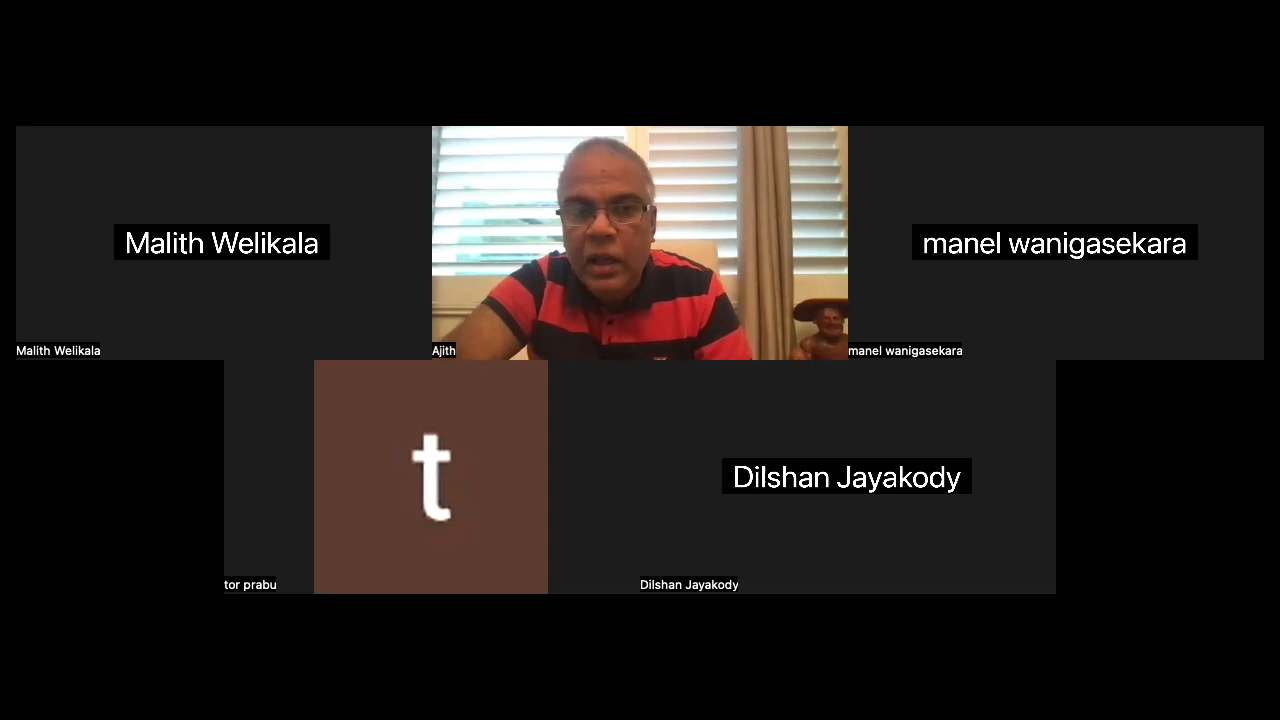 Malith Welikala
Malith Welikala
Ajith
manel wanigasekara
manel wanigasekara
t
tor prabu
Dilshan Jayakody
Dilshan Jayakody